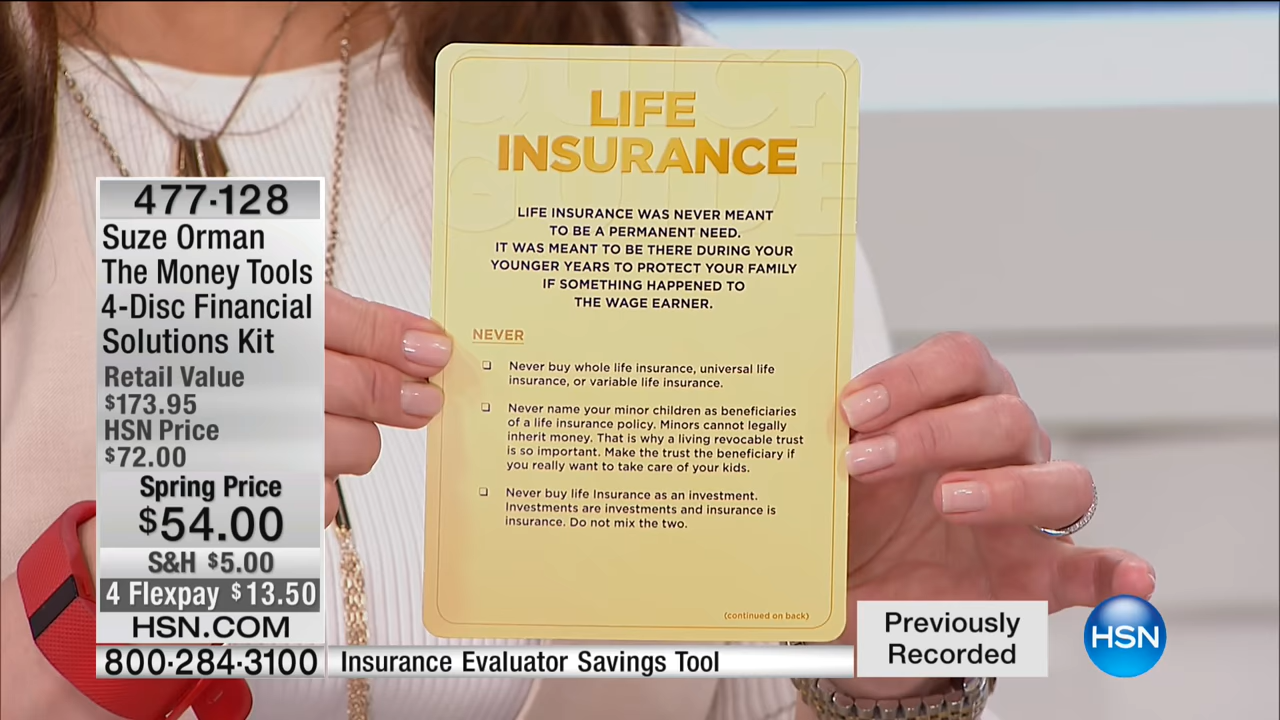 LIFE
INSURANCE
LIFE INSURANCE WAS NEVER MEANT
TO BE A PERMANENT NEED.
IT WAS MEANT TO BE THERE DURING YOUR
YOUNGER YEARS TO PROTECT YOUR FAMILY
IF SOMETHING HAPPENED TO
THE WAGE EARNER.
NEVER
Never buy whole life insurance, universal life
insurance, or variable life insurance.
Never name your minor children as beneficiaries
of a life insurance policy. Minors cannot legally
inherit money. That is why a living revocable trust
is so important. Make the trust the beneficiary if
you really want to take care of your kids.
Never buy life Insurance as an investment.
Investments are investments and insurance is
insurance. Do not mix the two.
(continued on back)
477·128
Suze Orman
The Money Tools
4-Disc Financial
Solutions Kit
Retail Value
$173.95
HSN Price
$72.00
Spring Price
$54.00
S&H $5.00
4 Flexpay $13.50
HSN.COM
800·284·3100
Insurance Evaluator Savings Tool
Previously
Recorded
HSN